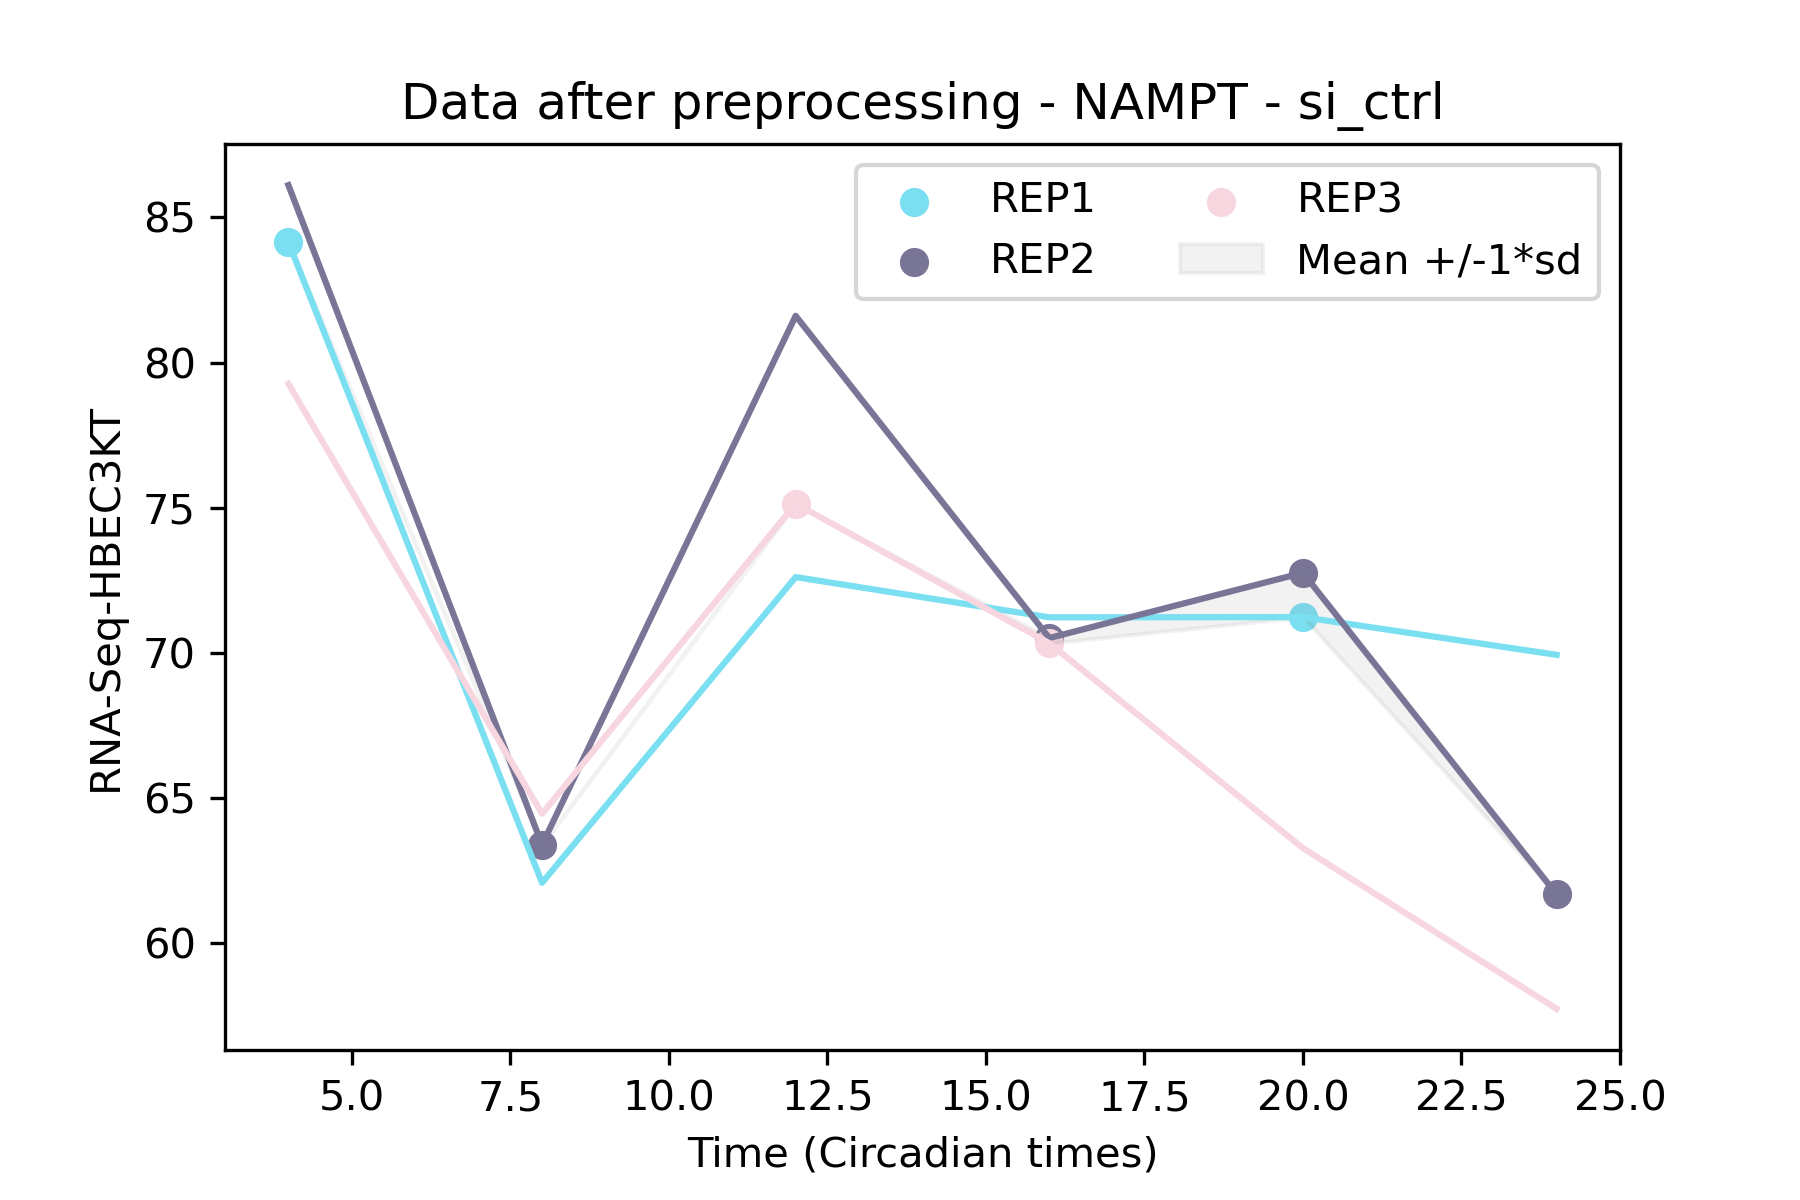 Data after preprocessing - NAMPT - si_ctrl
REP1
REP2
REP3
Mean +/-1*sd
RNA-Seq-HBEC3KT
85
80
75
70
65
60
5.0 7.5 10.0 12.5 15.0 17.5 20.0 22.5 25.0
Time (Circadian times)